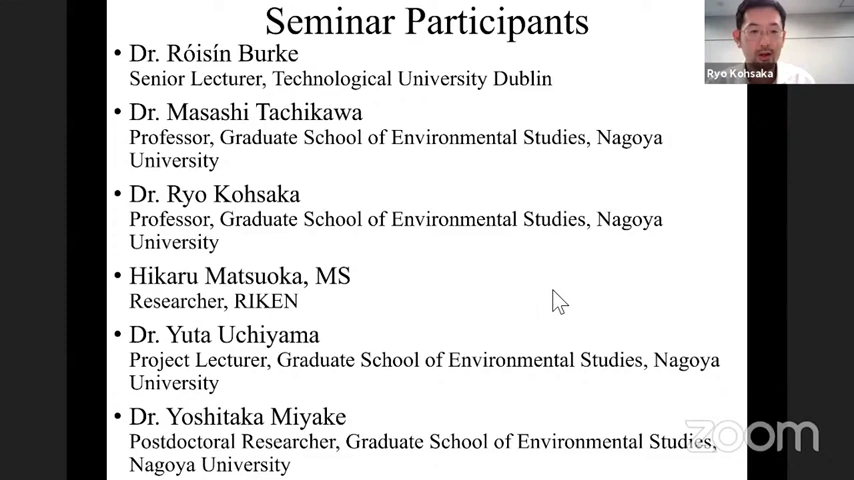 Seminar Participants
• Dr. Róisín Burke
Senior Lecturer, Technological University Dublin
• Dr. Masashi Tachikawa
Professor, Graduate School of Environmental Studies, Nagoya
University
• Dr. Ryo Kohsaka
Professor, Graduate School of Environmental Studies, Nagoya
University
• Hikaru Matsuoka, MS
Researcher, RIKEN
• Dr. Yuta Uchiyama
Project Lecturer, Graduate School of Environmental Studies, Nagoya
University
• Dr. Yoshitaka Miyake
Postdoctoral Researcher, Graduate School of Environmental Studies,
Nagoya University
Ryo Kohsaka
zoom